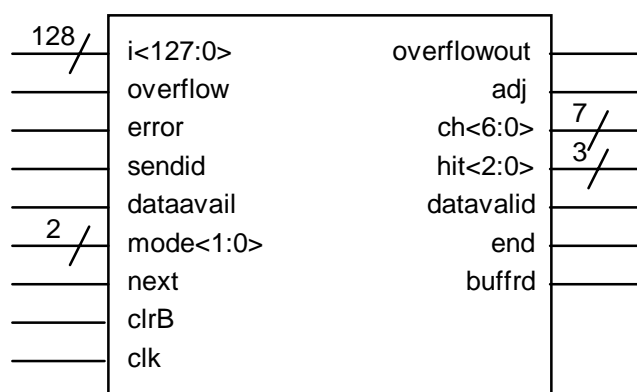 128 i<127:0> overflowout
overflow adj
error ch<6:0> 7
sendid hit<2:0> 3
dataavail datavalid
2 mode<1:0> end
next buffrd
clrB
clk